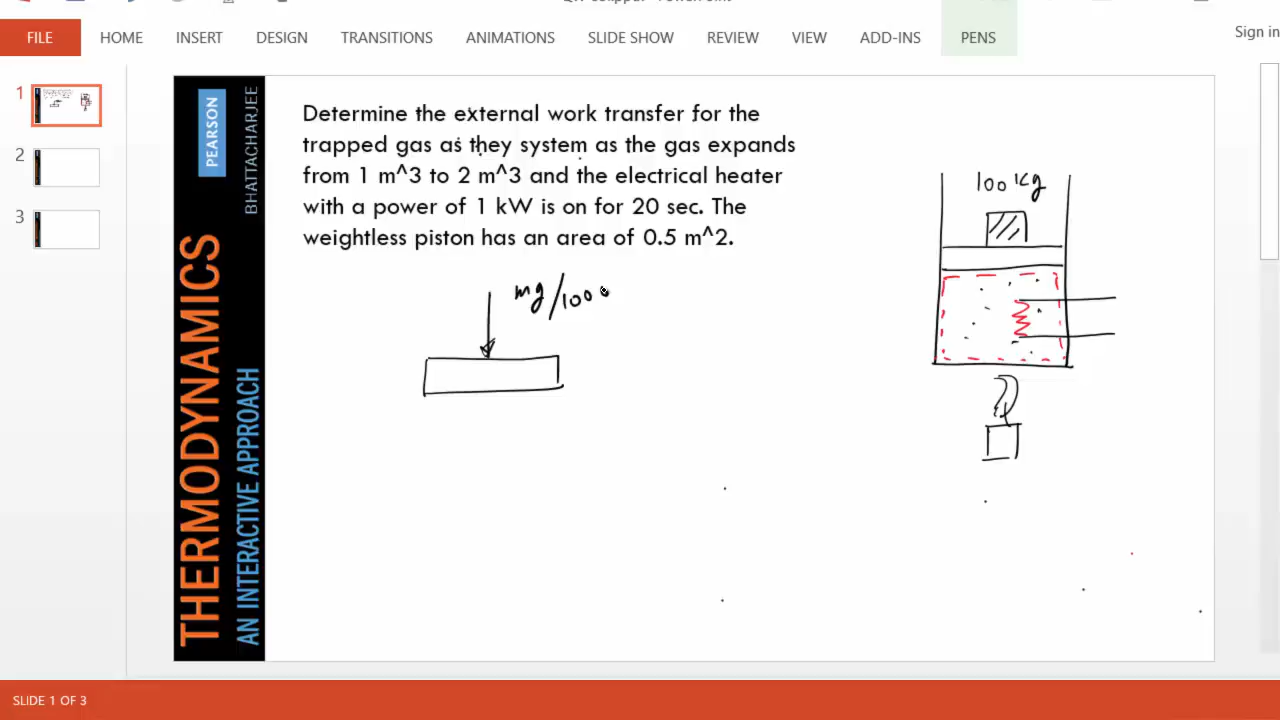 FILE
HOME
INSERT
DESIGN
TRANSITIONS
ANIMATIONS
SLIDE SHOW
REVIEW
VIEW
ADD-INS
PENS
Sign in
1
2
3
PEARSON
BHATTACHARJEE
THERMODYNAMICS
AN INTERACTIVE APPROACH
Determine the external work transfer for the
trapped gas as they system as the gas expands
from 1 m^3 to 2 m^3 and the electrical heater
with a power of 1 kW is on for 20 sec. The
weightless piston has an area of 0.5 m^2.
mg/1000
100 kg
SLIDE 1 OF 3